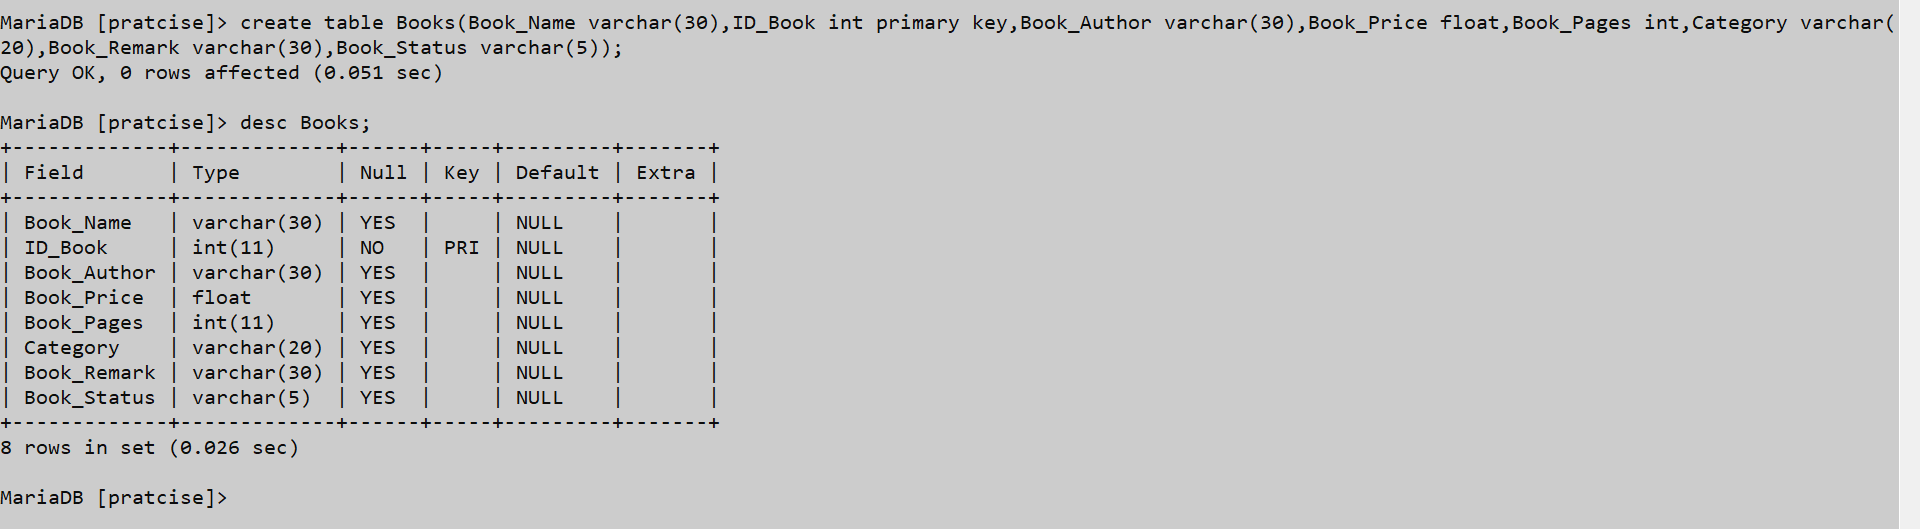 MariaDB [pratcise]> create table Books(Book_Name varchar(30),ID_Book int primary key,Book_Author varchar(30),Book_Price float,Book_Pages int,Category varchar(
20),Book_Remark varchar(30),Book_Status varchar(5));
Query OK, 0 rows affected (0.051 sec)

MariaDB [pratcise]> desc Books;
+-------------+-------------+------+-----+---------+-------+
| Field       | Type        | Null | Key | Default | Extra |
+-------------+-------------+------+-----+---------+-------+
| Book_Name   | varchar(30) | YES  |     | NULL    |       |
| ID_Book     | int(11)     | NO   | PRI | NULL    |       |
| Book_Author | varchar(30) | YES  |     | NULL    |       |
| Book_Price  | float       | YES  |     | NULL    |       |
| Book_Pages  | int(11)     | YES  |     | NULL    |       |
| Category    | varchar(20) | YES  |     | NULL    |       |
| Book_Remark | varchar(30) | YES  |     | NULL    |       |
| Book_Status | varchar(5)  | YES  |     | NULL    |       |
+-------------+-------------+------+-----+---------+-------+
8 rows in set (0.026 sec)

MariaDB [pratcise]>